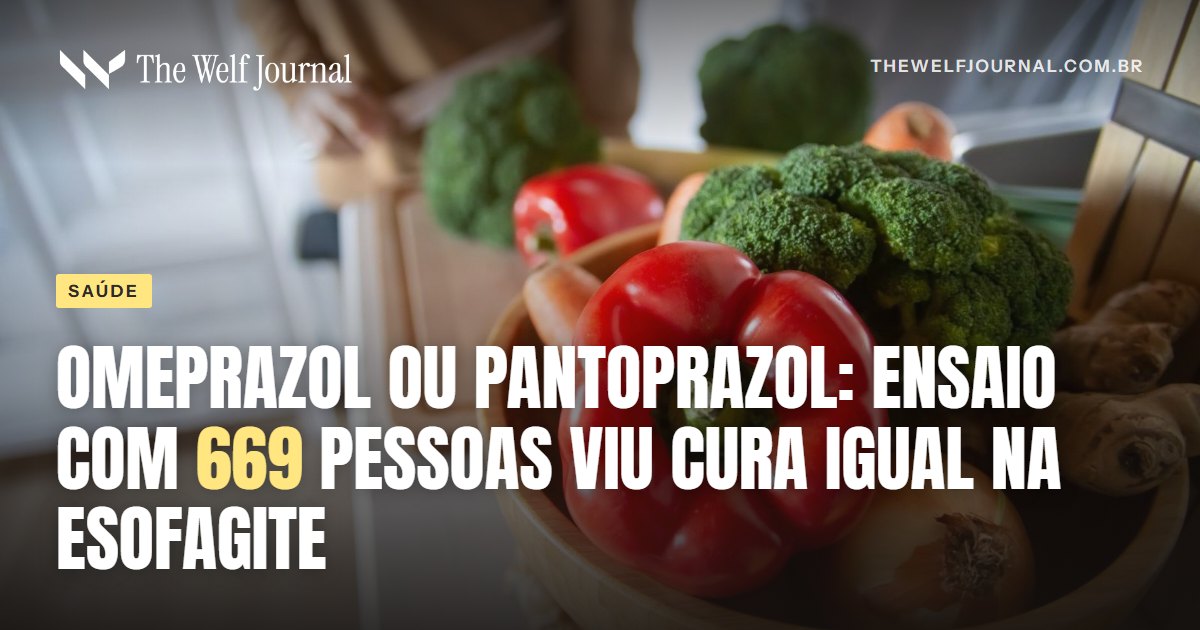 The Welf Journal
THEWELFJOURNAL.COM.BR
SAÚDE
OMEPRAZOL OU PANTOPRAZOL: ENSAIO
COM 669 PESSOAS VIU CURA IGUAL NA
ESOFAGITE